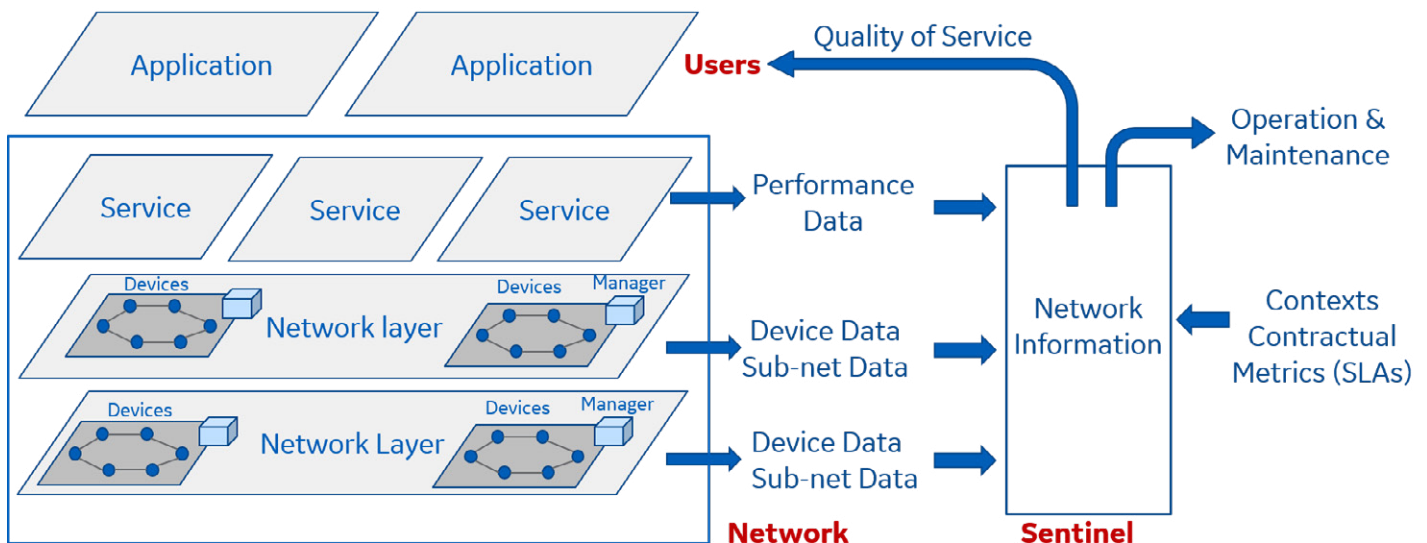 Quality of Service
Application
Application
Users
Operation &
Maintenance
Service
Service
Service
Performance
Data
Devices
Devices
Manager
Network layer
Device Data
Sub-net Data
Network
Information
Contexts
Contractual
Metrics (SLAs)
Devices
Devices
Manager
Network Layer
Device Data
Sub-net Data
Network
Sentinel